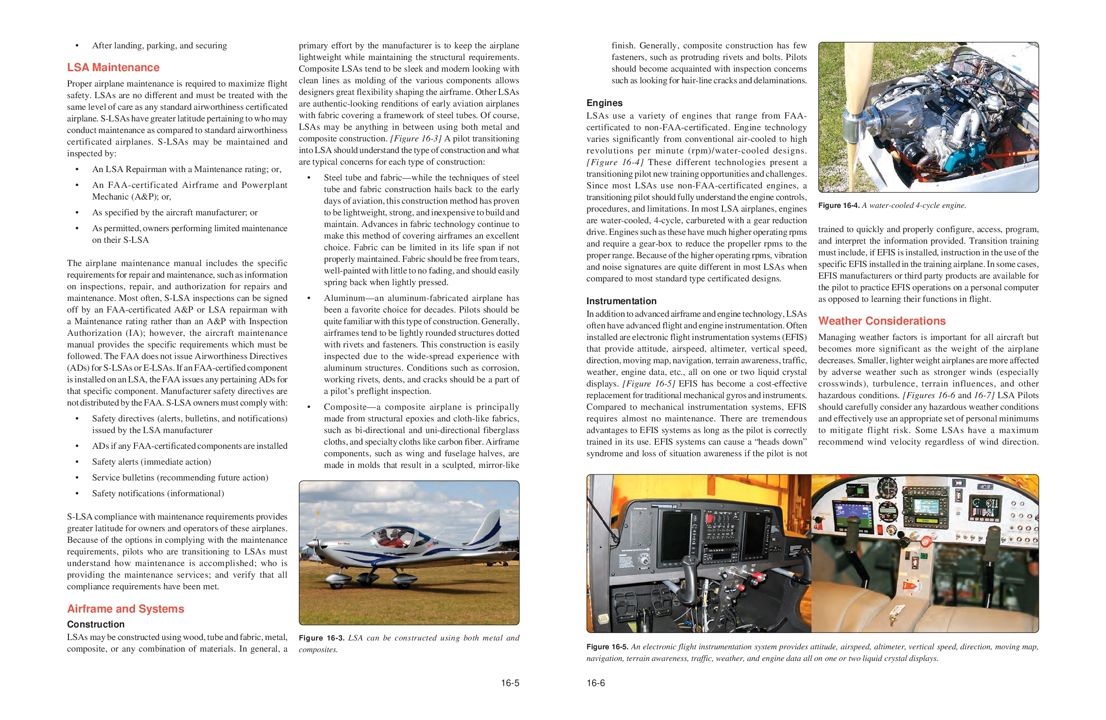 • After landing, parking, and securing
LSA Maintenance
Proper airplane maintenance is required to maximize flight
safety. LSAs are no different and must be treated with the
same level of care as any standard airworthiness certificated
airplane. S-LSAs have greater latitude pertaining to who may
conduct maintenance as compared to standard airworthiness
certificated airplanes. S-LSAs may be maintained and
inspected by:
• An LSA Repairman with a Maintenance rating; or,
• An FAA-certificated Airframe and Powerplant
Mechanic (A&P); or,
• As specified by the aircraft manufacturer; or
• As permitted, owners performing limited maintenance
on their S-LSA
The airplane maintenance manual includes the specific
requirements for repair and maintenance, such as information
on inspections, repair, and authorization for repairs and
maintenance. Most often, S-LSA inspections can be signed
off by an FAA-certificated A&P or LSA repairman with
a Maintenance rating rather than an A&P with Inspection
Authorization (IA); however, the aircraft maintenance
manual provides the specific requirements which must be
followed. The FAA does not issue Airworthiness Directives
(ADs) for S-LSAs or E-LSAs. If an FAA-certificated component
is installed on an LSA, the FAA issues any pertaining ADs for
that specific component. Manufacturer safety directives are
not distributed by the FAA. S-LSA owners must comply with:
• Safety directives (alerts, bulletins, and notifications)
issued by the LSA manufacturer
• ADs if any FAA-certificated components are installed
• Safety alerts (immediate action)
• Service bulletins (recommending future action)
• Safety notifications (informational)
S-LSA compliance with maintenance requirements provides
greater latitude for owners and operators of these airplanes.
Because of the options in complying with the maintenance
requirements, pilots who are transitioning to LSAs must
understand how maintenance is accomplished; who is
providing the maintenance services; and verify that all
compliance requirements have been met.
Airframe and Systems
Construction
LSAs may be constructed using wood, tube and fabric, metal,
composite, or any combination of materials. In general, a
primary effort by the manufacturer is to keep the airplane
lightweight while maintaining the structural requirements.
Composite LSAs tend to be sleek and modern looking with
clean lines as molding of the various components allows
designers great flexibility shaping the airframe. Other LSAs
are authentic-looking renditions of early aviation airplanes
with fabric covering a framework of steel tubes. Of course,
LSAs may be anything in between using both metal and
composite construction. [Figure 16-3] A pilot transitioning
into LSA should understand the type of construction and what
are typical concerns for each type of construction:
• Steel tube and fabric—while the techniques of steel
tube and fabric construction hails back to the early
days of aviation, this construction method has proven
to be lightweight, strong, and inexpensive to build and
maintain. Advances in fabric technology continue to
make this method of covering airframes an excellent
choice. Fabric can be limited in its life span if not
properly maintained. Fabric should be free from tears,
well-painted with little to no fading, and should easily
spring back when lightly pressed.
• Aluminum—an aluminum-fabricated airplane has
been a favorite choice for decades. Pilots should be
quite familiar with this type of construction. Generally,
airframes tend to be lightly rounded structures dotted
with rivets and fasteners. This construction is easily
inspected due to the wide-spread experience with
aluminum structures. Conditions such as corrosion,
working rivets, dents, and cracks should be a part of
a pilot's preflight inspection.
• Composite—a composite airplane is principally
made from structural epoxies and cloth-like fabrics,
such as bi-directional and uni-directional fiberglass
cloths, and specialty cloths like carbon fiber. Airframe
components, such as wing and fuselage halves, are
made in molds that result in a sculpted, mirror-like
Figure 16-3. LSA can be constructed using both metal and
composites.
16-5
finish. Generally, composite construction has few
fasteners, such as protruding rivets and bolts. Pilots
should become acquainted with inspection concerns
such as looking for hair-line cracks and delaminations.
Engines
LSAs use a variety of engines that range from FAA-
certificated to non-FAA-certificated. Engine technology
varies significantly from conventional air-cooled to high
revolutions per minute (rpm)/water-cooled designs.
[Figure 16-4] These different technologies present a
transitioning pilot new training opportunities and challenges.
Since most LSAs use non-FAA-certificated engines, a
transitioning pilot should fully understand the engine controls,
procedures, and limitations. In most LSA airplanes, engines
are water-cooled, 4-cycle, carbureted with a gear reduction
drive. Engines such as these have much higher operating rpms
and require a gear-box to reduce the propeller rpms to the
proper range. Because of the higher operating rpms, vibration
and noise signatures are quite different in most LSAs when
compared to most standard type certificated designs.
Instrumentation
In addition to advanced airframe and engine technology, LSAs
often have advanced flight and engine instrumentation. Often
installed are electronic flight instrumentation systems (EFIS)
that provide attitude, airspeed, altimeter, vertical speed,
direction, moving map, navigation, terrain awareness, traffic,
weather, engine data, etc., all on one or two liquid crystal
displays. [Figure 16-5] EFIS has become a cost-effective
replacement for traditional mechanical gyros and instruments.
Compared to mechanical instrumentation systems, EFIS
requires almost no maintenance. There are tremendous
advantages to EFIS systems as long as the pilot is correctly
trained in its use. EFIS systems can cause a “heads down”
syndrome and loss of situation awareness if the pilot is not
Figure 16-4. A water-cooled 4-cycle engine.
trained to quickly and properly configure, access, program,
and interpret the information provided. Transition training
must include, if EFIS is installed, instruction in the use of the
specific EFIS installed in the training airplane. In some cases,
EFIS manufacturers or third party products are available for
the pilot to practice EFIS operations on a personal computer
as opposed to learning their functions in flight.
Weather Considerations
Managing weather factors is important for all aircraft but
becomes more significant as the weight of the airplane
decreases. Smaller, lighter weight airplanes are more affected
by adverse weather such as stronger winds (especially
crosswinds), turbulence, terrain influences, and other
hazardous conditions. [Figures 16-6 and 16-7] LSA Pilots
should carefully consider any hazardous weather conditions
and effectively use an appropriate set of personal minimums
to mitigate flight risk. Some LSAs have a maximum
recommend wind velocity regardless of wind direction.
Figure 16-5. An electronic flight instrumentation system provides attitude, airspeed, altimeter, vertical speed, direction, moving map,
navigation, terrain awareness, traffic, weather, and engine data all on one or two liquid crystal displays.
16-6